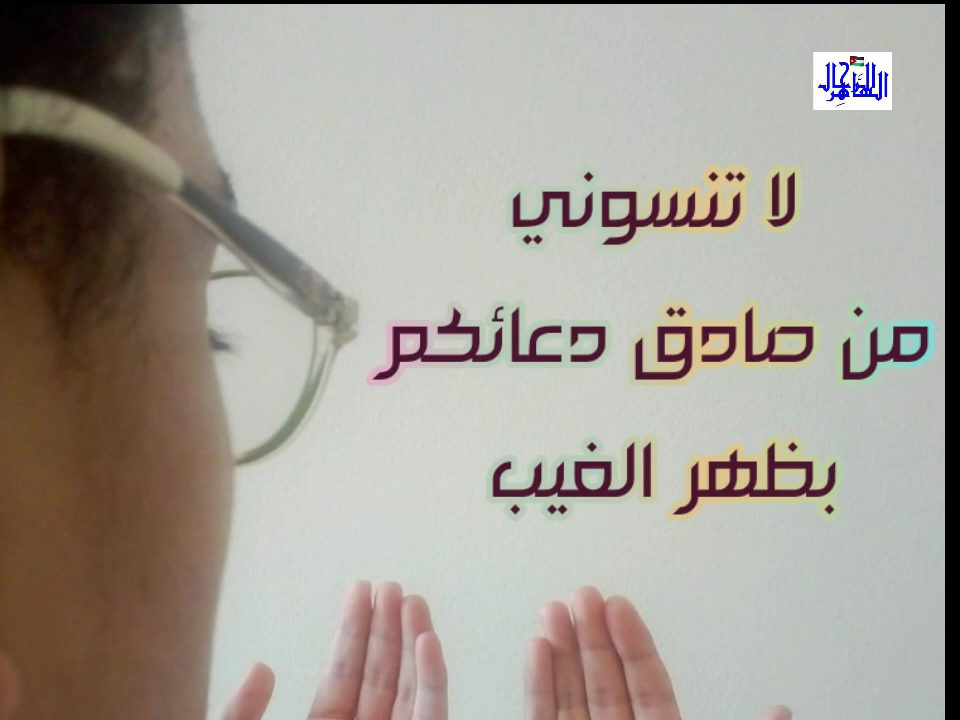 لا تنسوني
من صادق دعائكم
بظهر الغيب